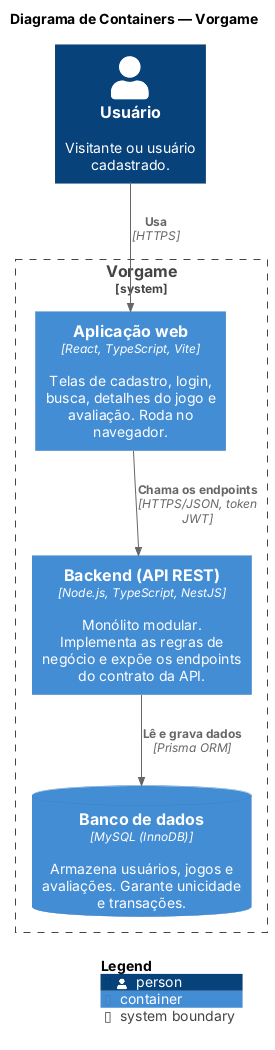 Diagrama de Containers — Vorgame
Usuário
Visitante ou usuário
cadastrado.
Usa
[HTTPS]
Vorgame
[system]
Aplicação web
[React, TypeScript, Vite]
Telas de cadastro, login,
busca, detalhes do jogo e
avaliação. Roda no
navegador.
Chama os endpoints
[HTTPS/JSON, token
JWT]
Backend (API REST)
[Node.js, TypeScript, NestJS]
Monólito modular.
Implementa as regras de
negócio e expõe os endpoints
do contrato da API.
Lê e grava dados
[Prisma ORM]
Banco de dados
[MySQL (InnoDB)]
Armazena usuários, jogos e
avaliações. Garante unicidade
e transações.
Legend
person
container
system boundary